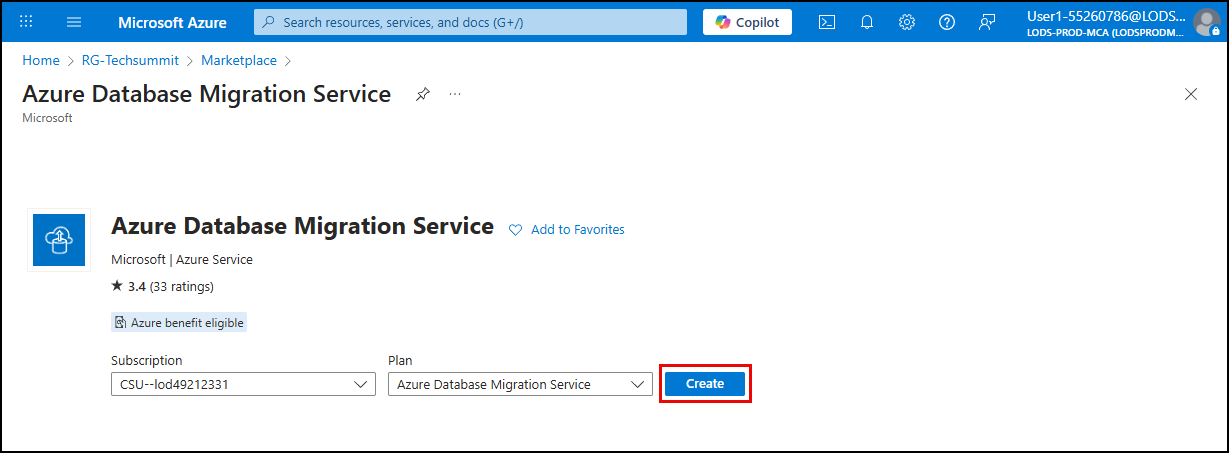 Microsoft Azure
Search resources, services, and docs (G+/)
Copilot
User1-55260786@LODS...
LODS-PROD-MCA (LODSPRODM...
Home > RG-Techsummit > Marketplace >
Azure Database Migration Service
...
Microsoft
Azure Database Migration Service
Add to Favorites
Microsoft | Azure Service
★ 3.4 (33 ratings)
Azure benefit eligible
Subscription
Plan
CSU--lod49212331
Azure Database Migration Service
Create